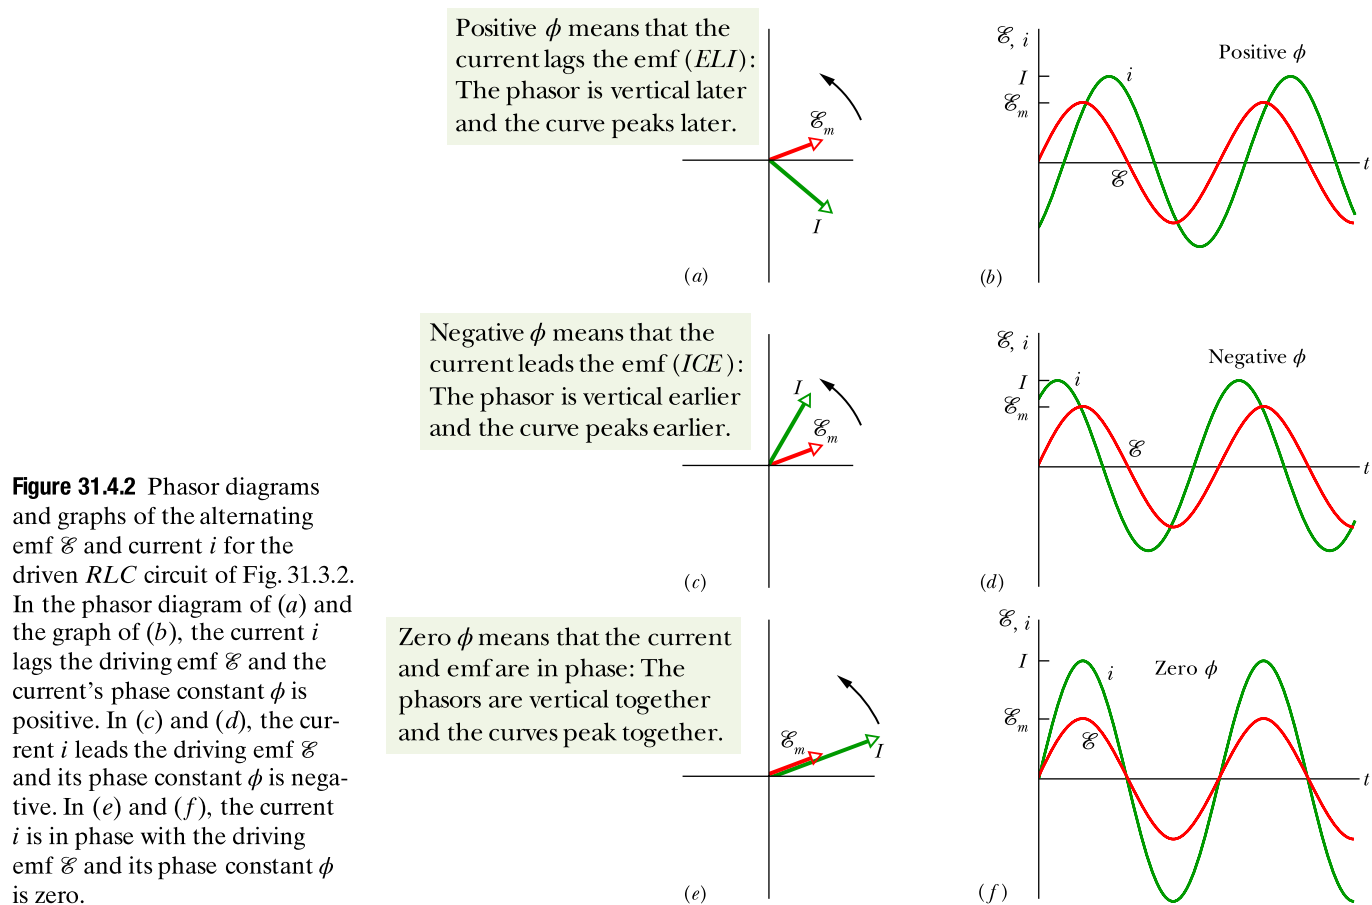 Positive ϕ means that the
current lags the emf (ELI):
The phasor is vertical later
and the curve peaks later.
ℰm
I
(a)
ℰ, i
Positive ϕ
I
i
ℰm
ℰ
t
(b)
Negative ϕ means that the
current leads the emf (ICE):
The phasor is vertical earlier
and the curve peaks earlier.
I
ℰm
(c)
ℰ, i
Negative ϕ
I
i
ℰm
ℰ
t
(d)
Figure 31.4.2 Phasor diagrams
and graphs of the alternating
emf ℰ and current i for the
driven RLC circuit of Fig. 31.3.2.
In the phasor diagram of (a) and
the graph of (b), the current i
lags the driving emf ℰ and the
current's phase constant ϕ is
positive. In (c) and (d), the cur-
rent i leads the driving emf ℰ
and its phase constant ϕ is nega-
tive. In (e) and (f), the current
i is in phase with the driving
emf ℰ and its phase constant ϕ
is zero.
Zero ϕ means that the current
and emf are in phase: The
phasors are vertical together
and the curves peak together.
ℰm
I
(e)
ℰ, i
I
i
Zero ϕ
ℰm
ℰ
t
(f)